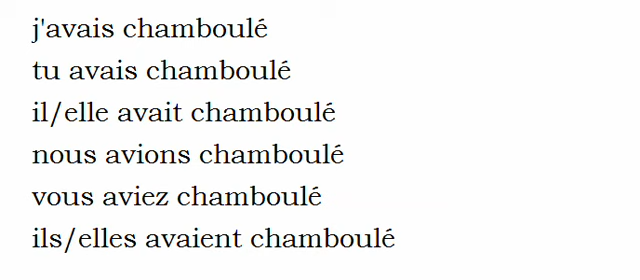 j'avais chamboulé
tu avais chamboulé
il/elle avait chamboulé
nous avions chamboulé
vous aviez chamboulé
ils/elles avaient chamboulé